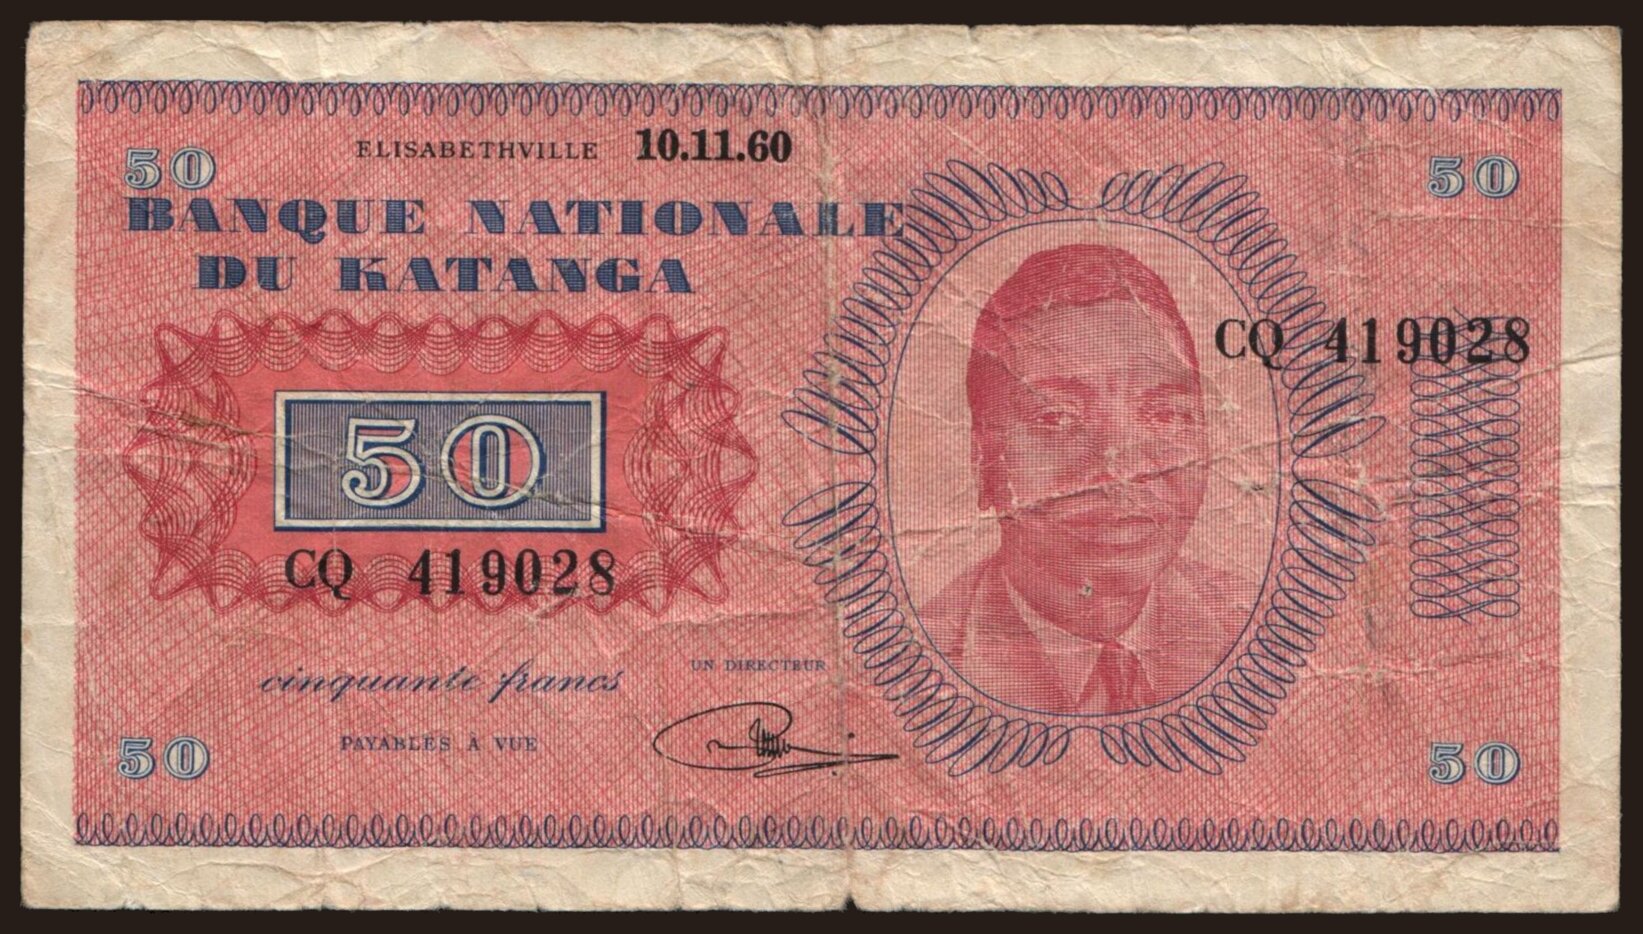 ELISABETHVILLE 10.11.60
50 50
BANQUE NATIONALE
DU KATANGA
CQ 419028
50
CQ 419028
cinquante francs
UN DIRECTEUR
PAYABLES À VUE
50 50